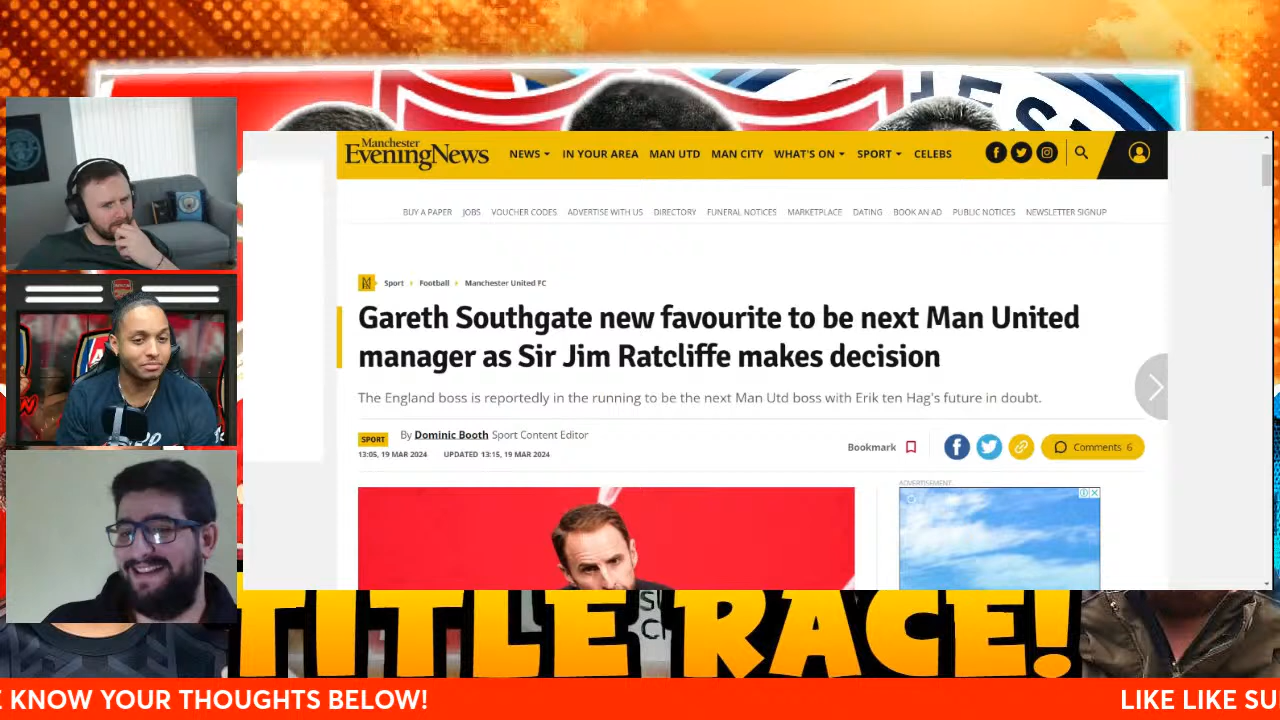 Manchester
EveningNews
NEWS
IN YOUR AREA
MAN UTD
MAN CITY
WHAT'S ON
SPORT
CELEBS
BUY A PAPER
JOBS
VOUCHER CODES
ADVERTISE WITH US
DIRECTORY
FUNERAL NOTICES
MARKETPLACE
DATING
BOOK AN AD
PUBLIC NOTICES
NEWSLETTER SIGNUP
Sport
Football
Manchester United FC
Gareth Southgate new favourite to be next Man United
manager as Sir Jim Ratcliffe makes decision
The England boss is reportedly in the running to be the next Man Utd boss with Erik ten Hag's future in doubt.
SPORT
By Dominic Booth Sport Content Editor
13:05, 19 MAR 2024
UPDATED 13:15, 19 MAR 2024
Bookmark
Comments 6
ADVERTISEMENT
TITLE RACE!
KNOW YOUR THOUGHTS BELOW!
LIKE LIKE SU